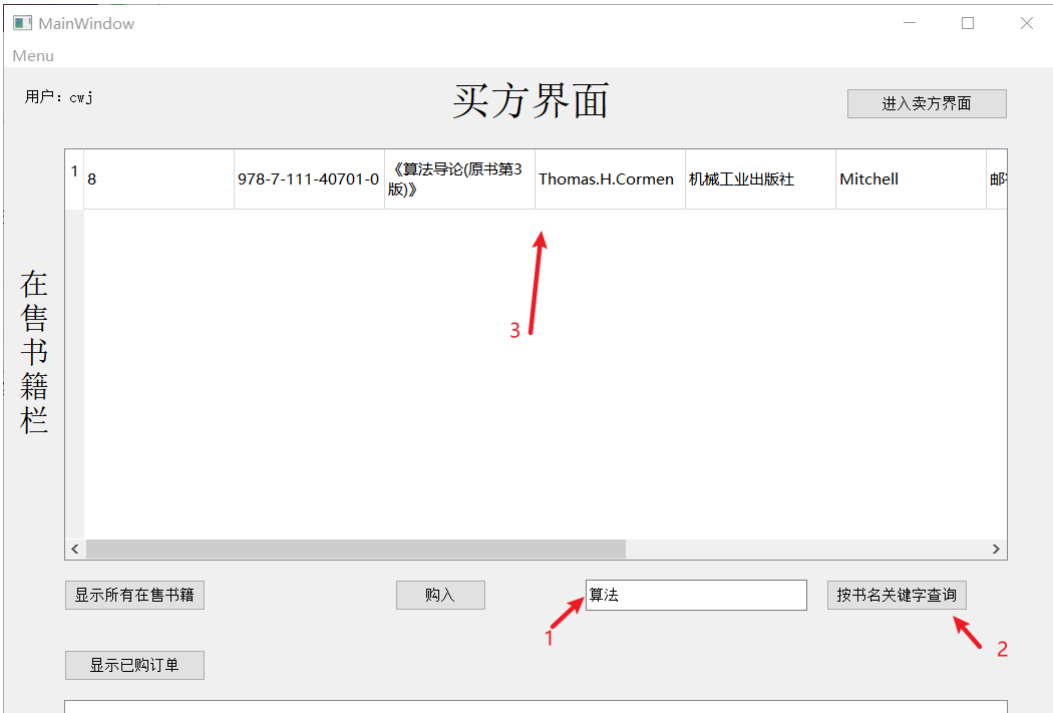 MainWindow
Menu
用户: cwj
买方界面
进入卖方界面
1 8 978-7-111-40701-0 《算法导论(原书第3 Thomas.H.Cormen 机械工业出版社 Mitchell 邮
版)》
3
在售书籍栏
显示所有在售书籍 购入 算法 按书名关键字查询
1
2
显示已购订单